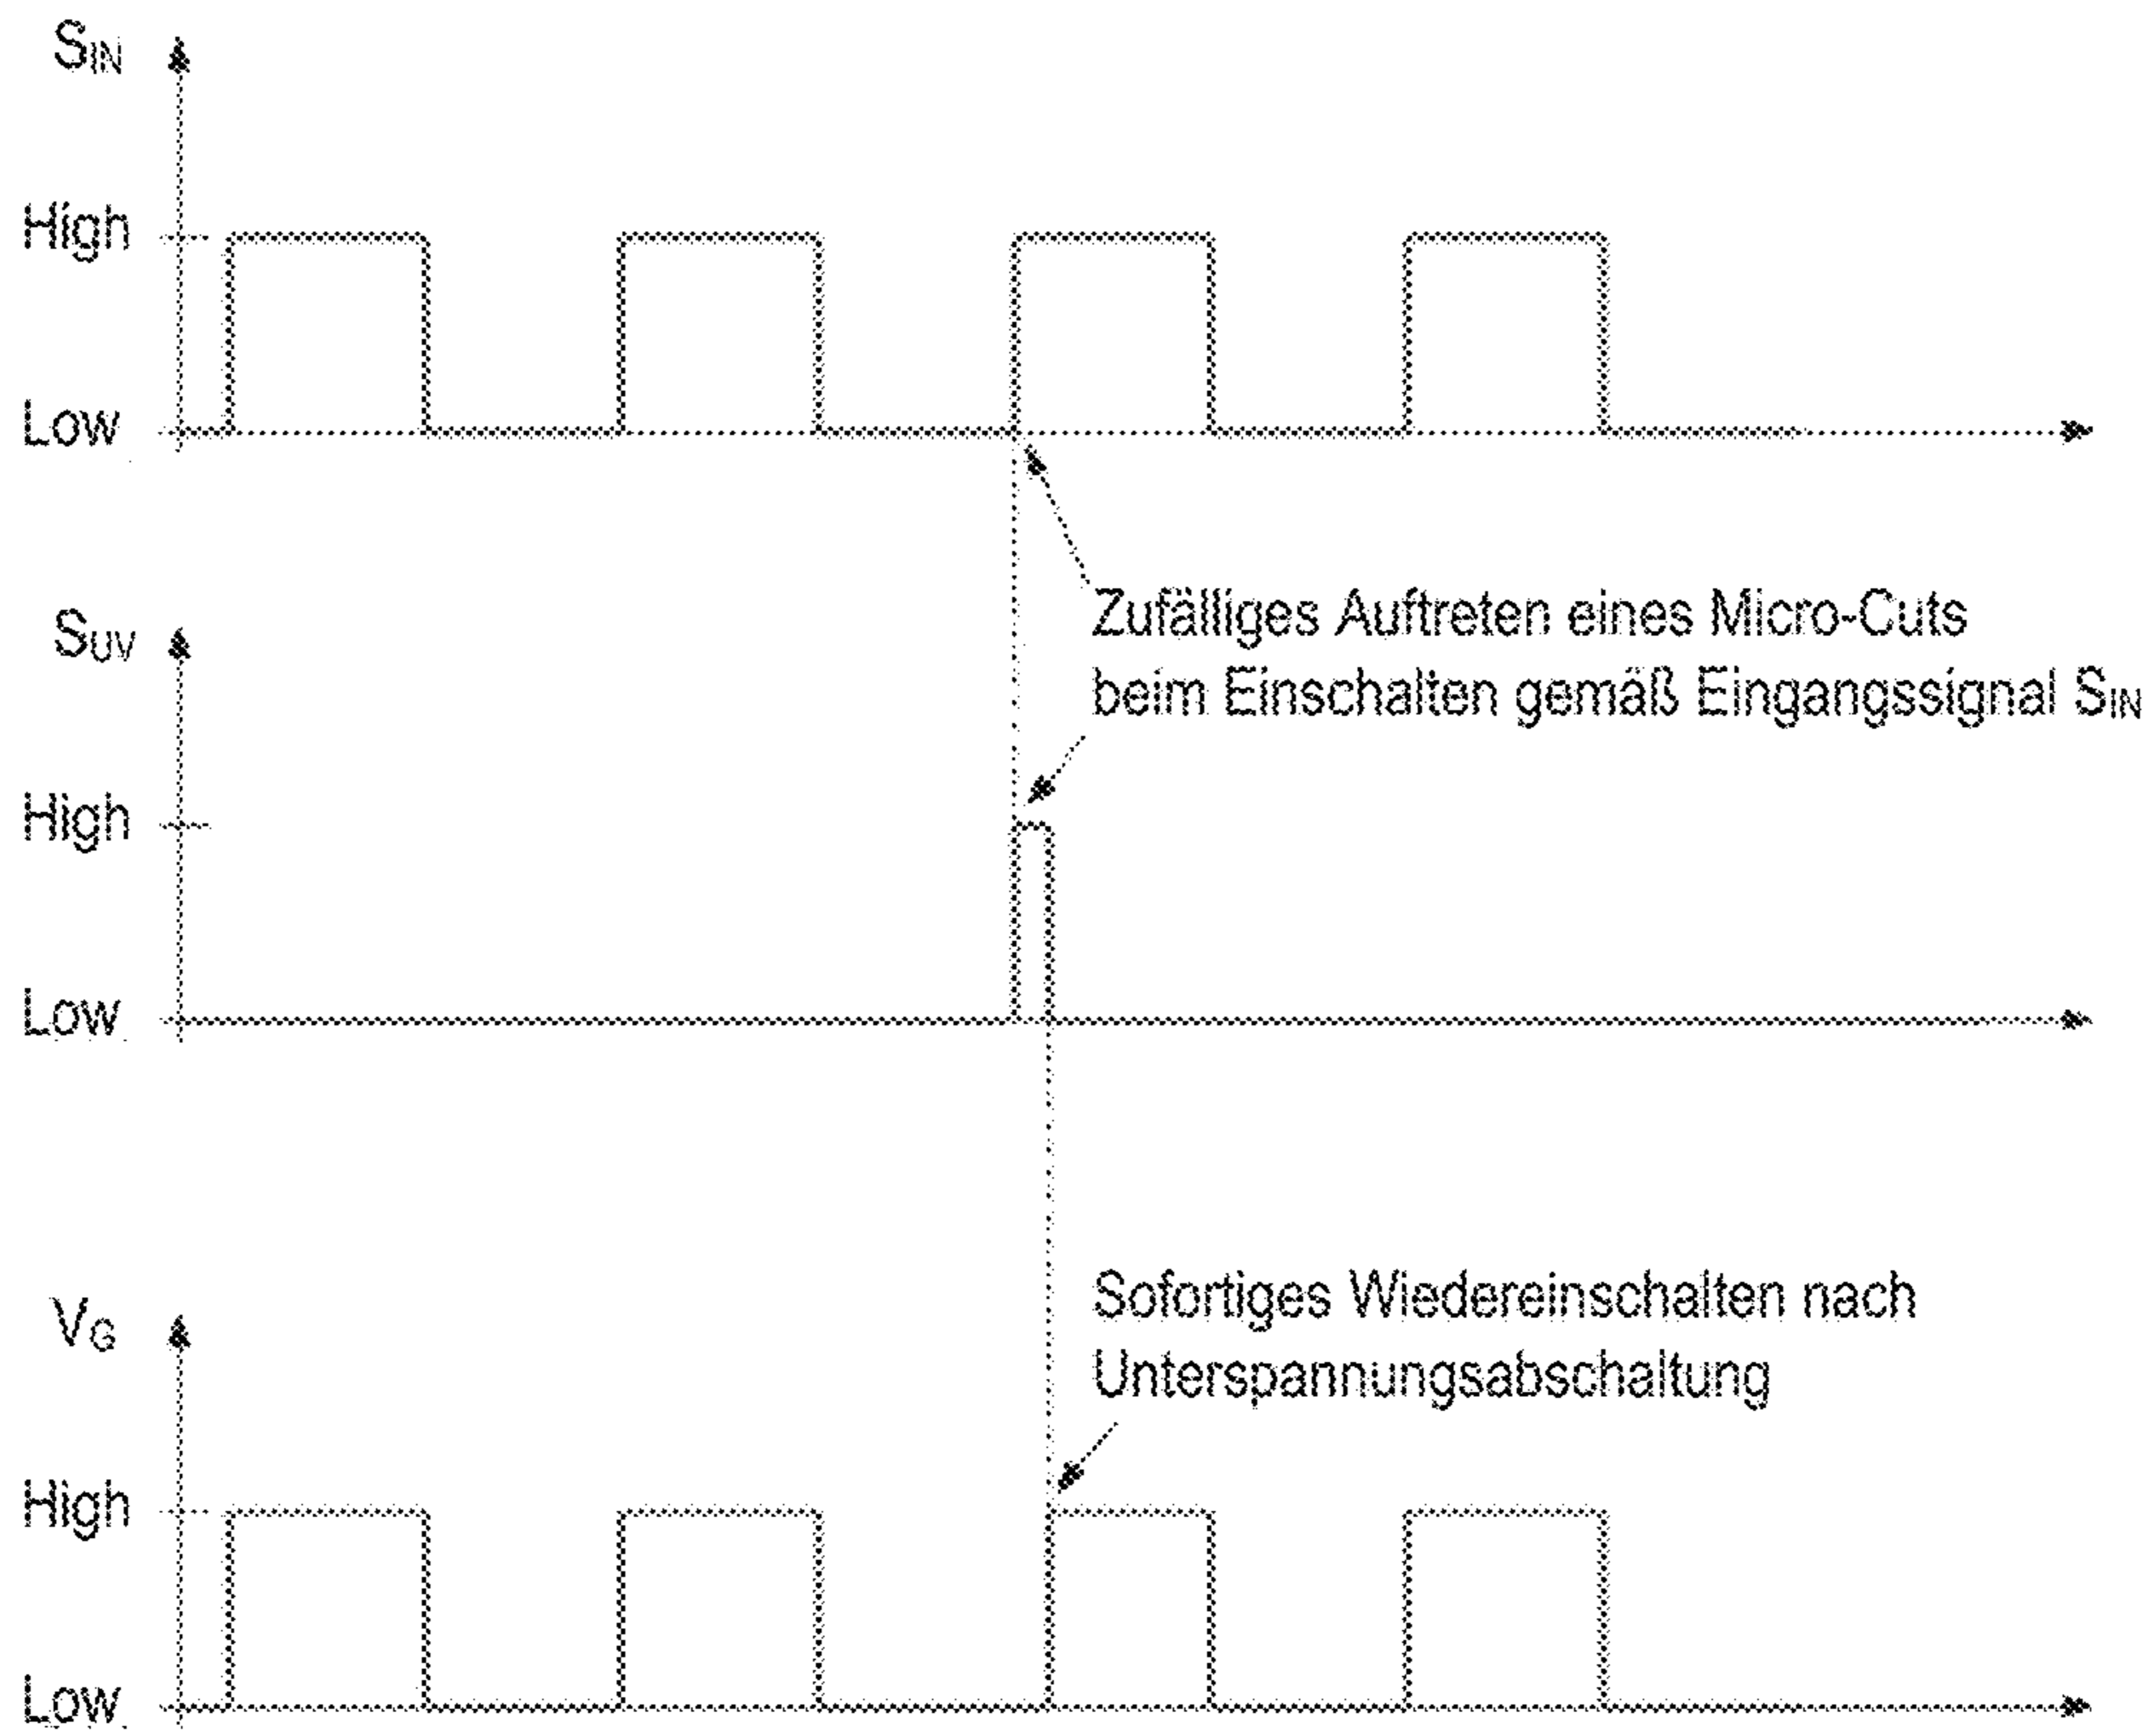 SIN
High
Low
Zufälliges Auftreten eines Micro-Cuts
beim Einschalten gemäß Eingangssignal SIN
SUV
High
Low
Sofortiges Wiedereinschalten nach
Unterspannungsabschaltung
VG
High
Low